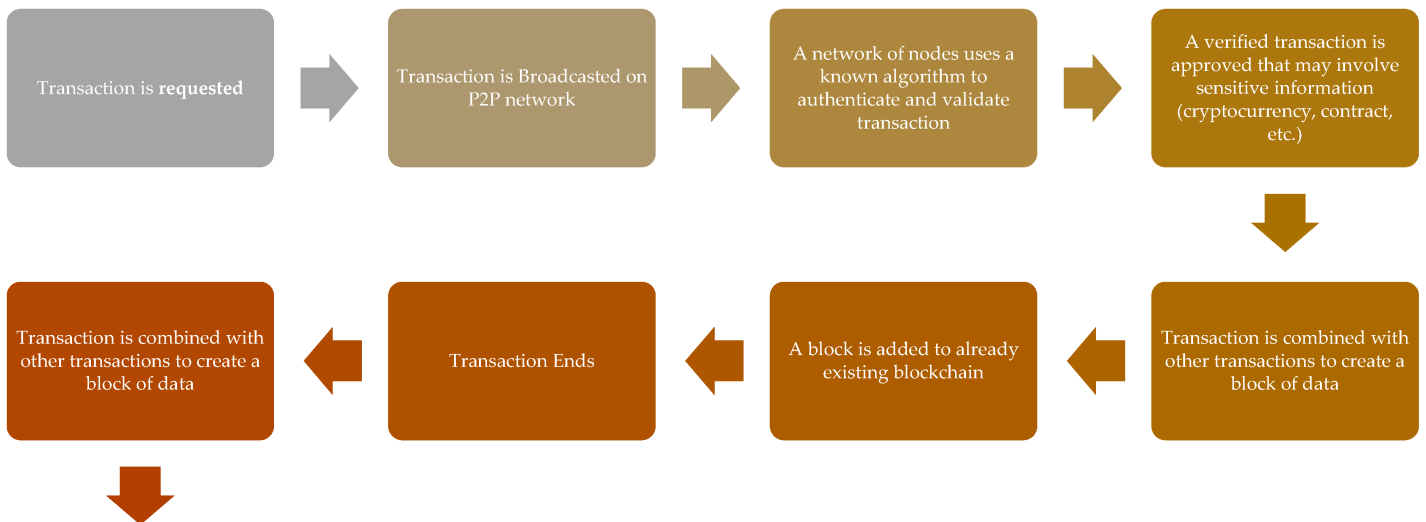 Transaction is requested
Transaction is Broadcasted on
P2P network
A network of nodes uses a
known algorithm to
authenticate and validate
transaction
A verified transaction is
approved that may involve
sensitive information
(cryptocurrency, contract,
etc.)
Transaction is combined with
other transactions to create a
block of data
A block is added to already
existing blockchain
Transaction Ends
Transaction is combined with
other transactions to create a
block of data